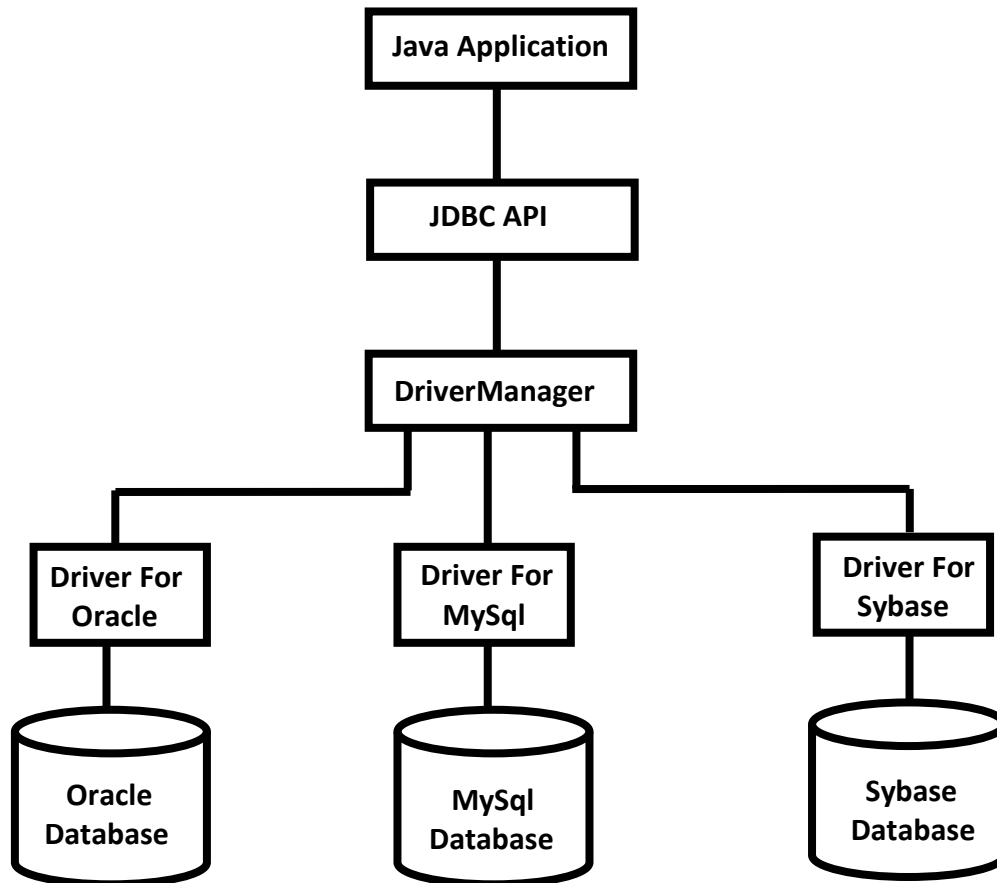 Java Application
JDBC API
DriverManager
Driver For
Oracle
Driver For
MySql
Driver For
Sybase
Oracle
Database
MySql
Database
Sybase
Database